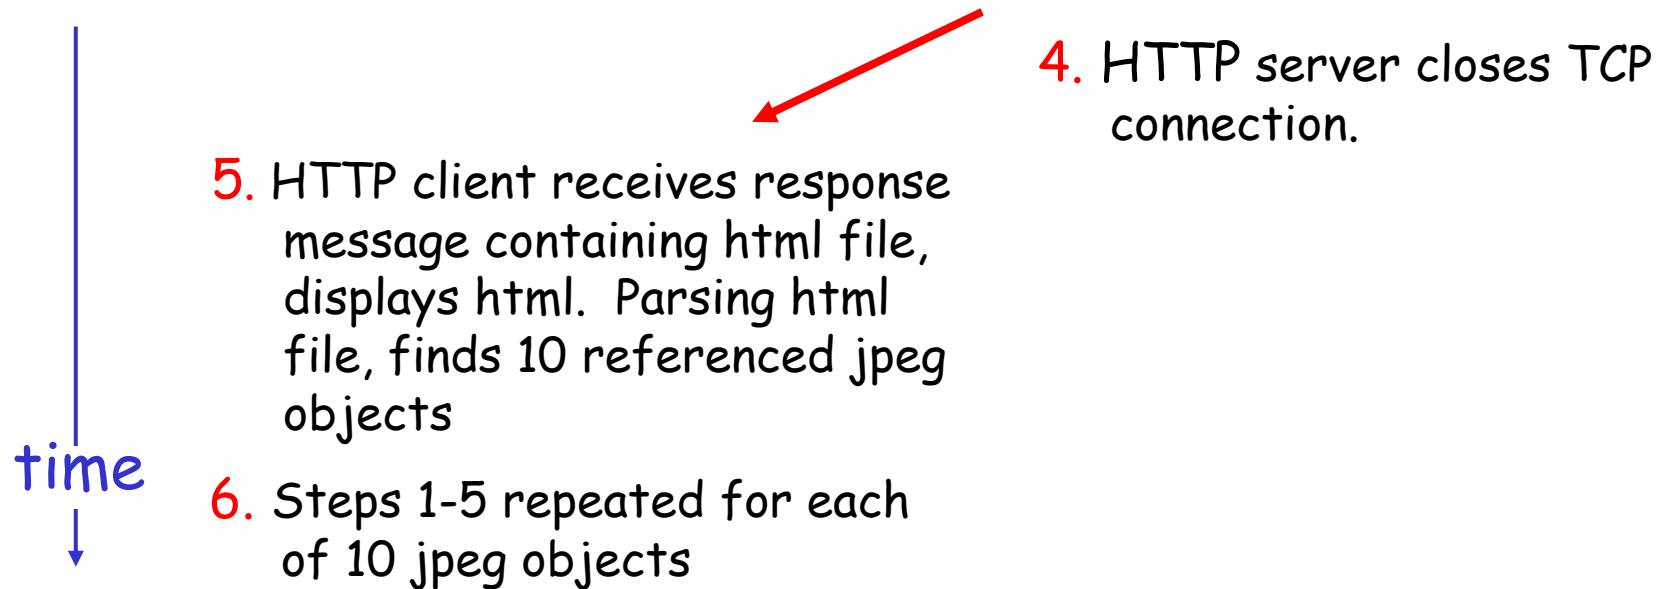 4. HTTP server closes TCP
connection.
5. HTTP client receives response
message containing html file,
displays html.  Parsing html
file, finds 10 referenced jpeg
objects
time
6. Steps 1-5 repeated for each
of 10 jpeg objects